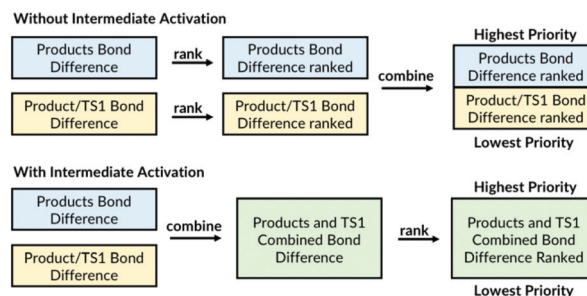 Without Intermediate Activation
Highest Priority
Products Bond
Difference
rank
Products Bond
Difference ranked
combine
Products Bond
Difference ranked
Product/TS1 Bond
Difference
rank
Product/TS1 Bond
Difference ranked
Product/TS1 Bond
Difference ranked
Lowest Priority
With Intermediate Activation
Highest Priority
Products Bond
Difference
combine
Products and TS1
Combined Bond
Difference
rank
Products and TS1
Combined Bond
Difference Ranked
Product/TS1 Bond
Difference
Lowest Priority